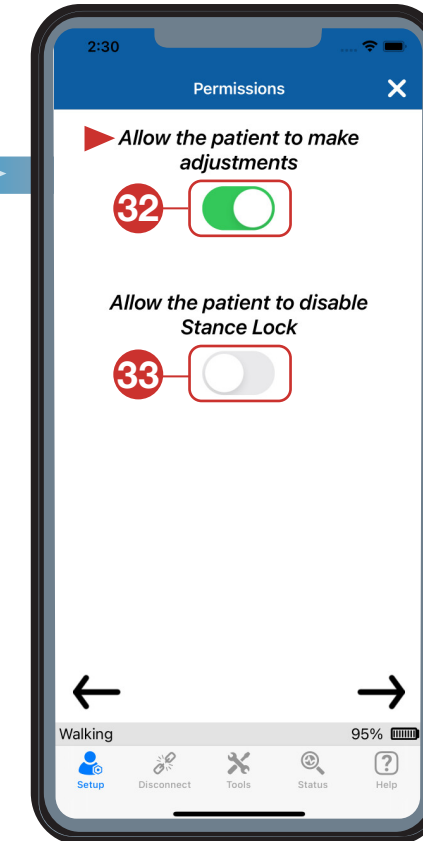 2:30
Permissions
Allow the patient to make
adjustments
32
Allow the patient to disable
Stance Lock
33
Walking 95%
Setup Disconnect Tools Status Help